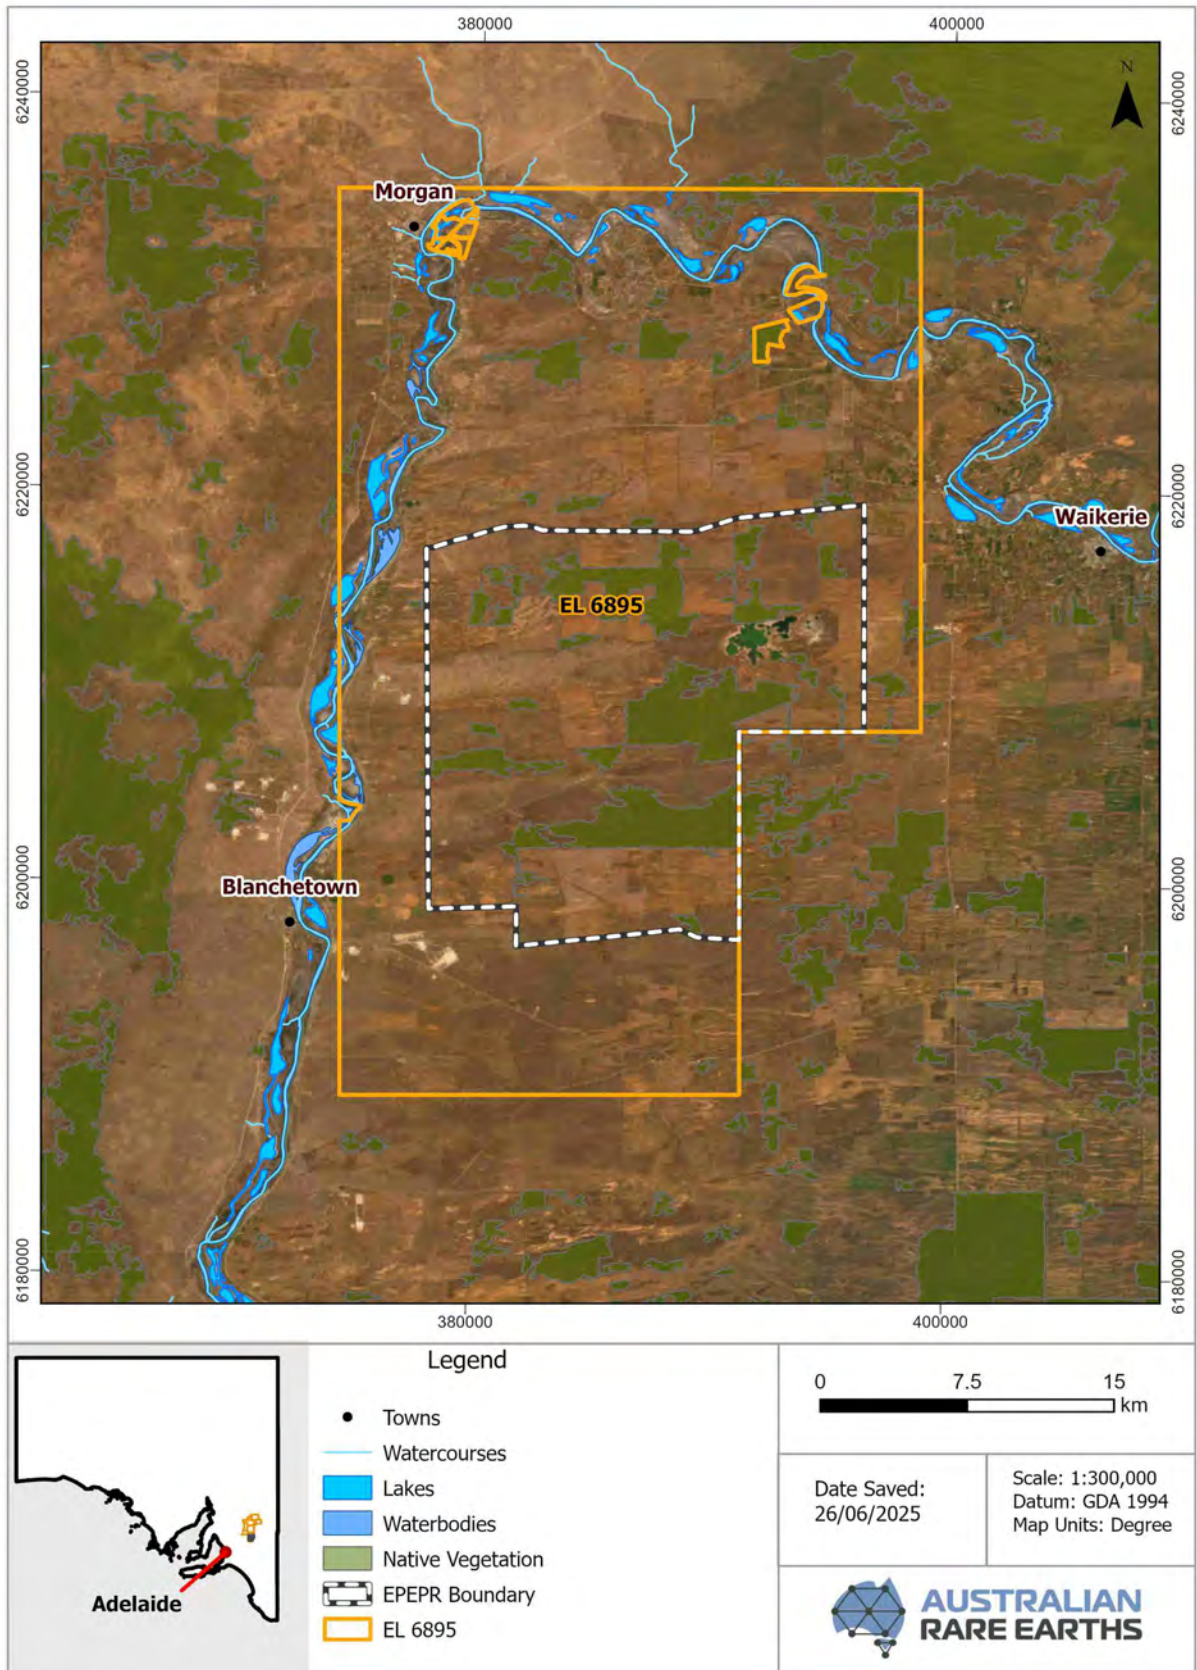 380000
400000
6240000
6240000
N
Morgan
6220000
6220000
Waikerie
EL 6895
6200000
6200000
Blanchetown
6180000
6180000
380000
400000
Legend
Towns
Watercourses
Lakes
Waterbodies
Native Vegetation
EPEPR Boundary
EL 6895
Adelaide
0 7.5 15
km
Date Saved:
26/06/2025
Scale: 1:300,000
Datum: GDA 1994
Map Units: Degree
AUSTRALIAN
RARE EARTHS